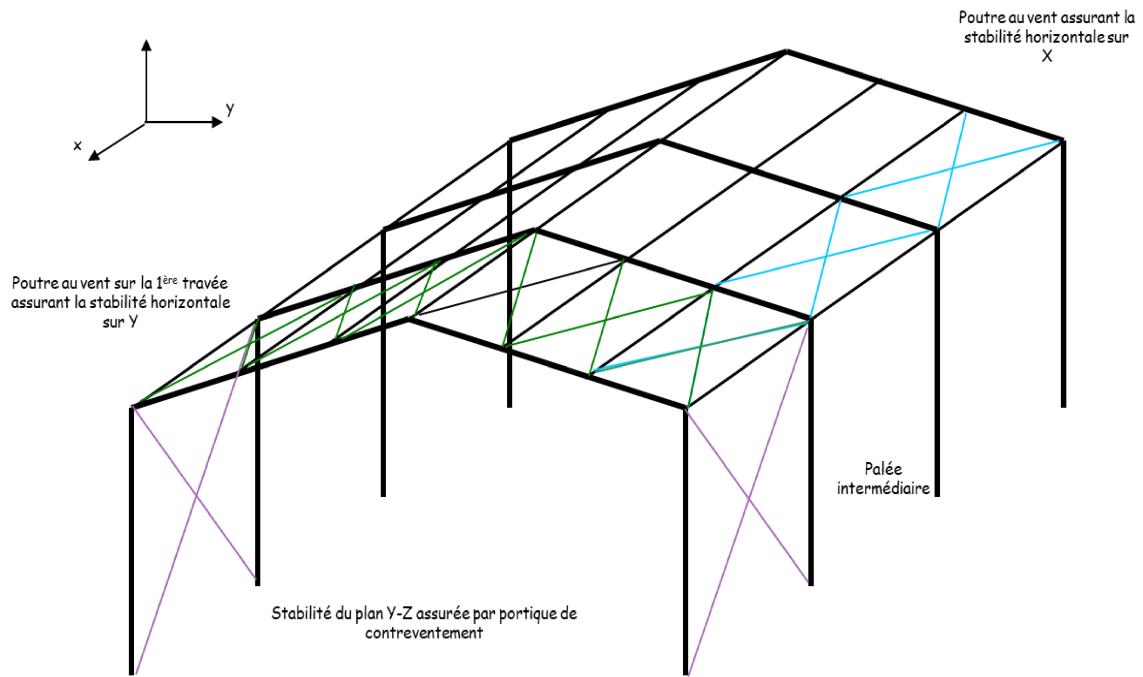 Poutre au vent assurant la
stabilité horizontale sur
X
Y
x
Poutre au vent sur la 1ère travée
assurant la stabilité horizontale
sur Y
Palée
intermédiaire
Stabilité du plan Y-Z assurée par portique de
contreventement